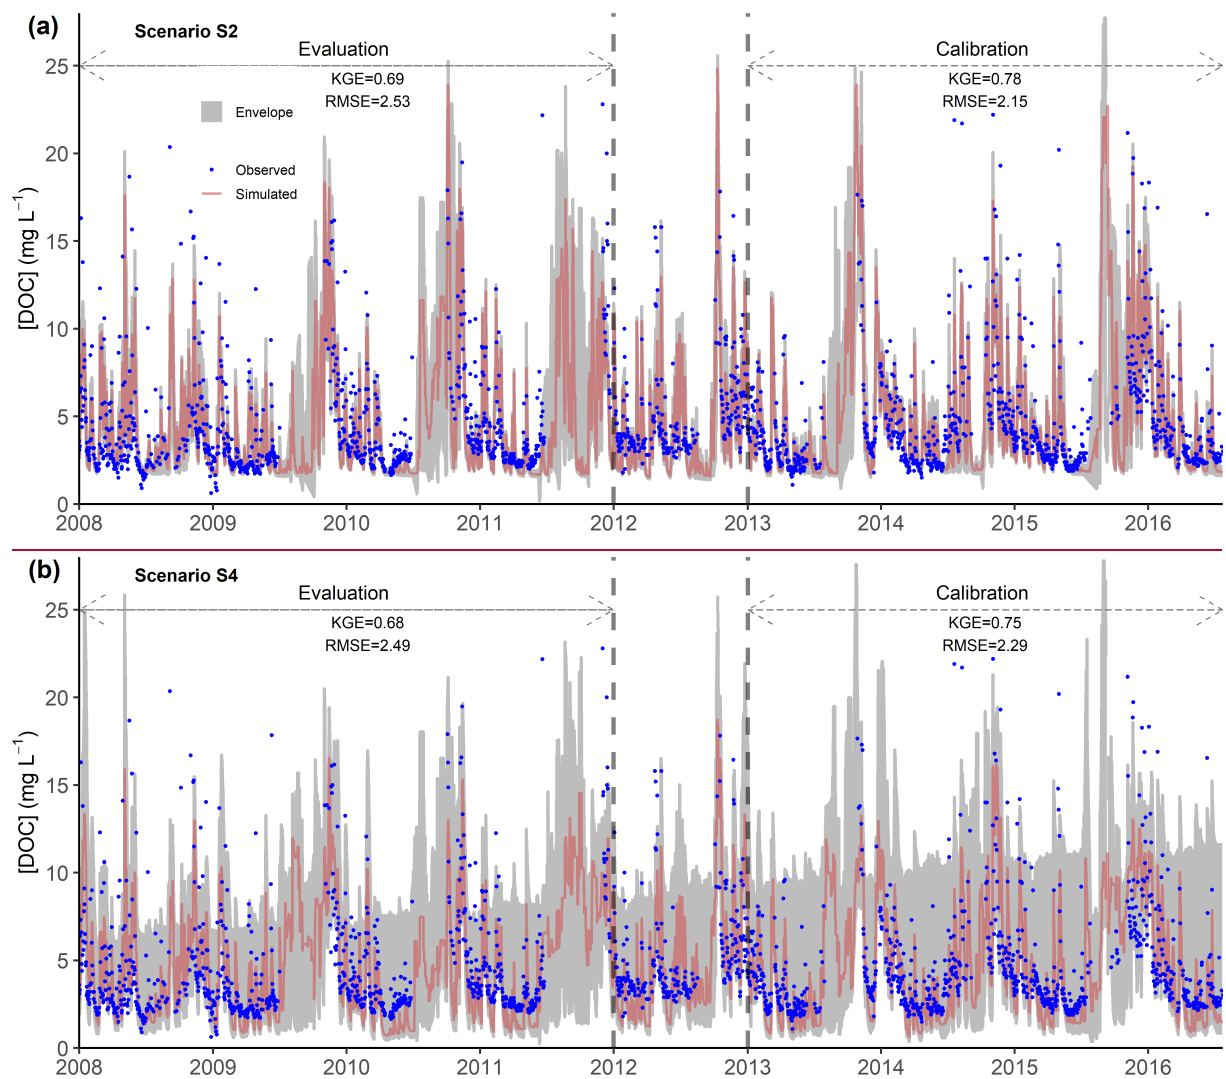 (a)
Scenario S2
Evaluation
Calibration
KGE=0.69
RMSE=2.53
KGE=0.78
RMSE=2.15
Envelope
Observed
Simulated
[DOC] (mg L⁻¹)
25
20
15
10
5
0
2008 2009 2010 2011 2012 2013 2014 2015 2016
(b)
Scenario S4
Evaluation
Calibration
KGE=0.68
RMSE=2.49
KGE=0.75
RMSE=2.29
[DOC] (mg L⁻¹)
25
20
15
10
5
0
2008 2009 2010 2011 2012 2013 2014 2015 2016